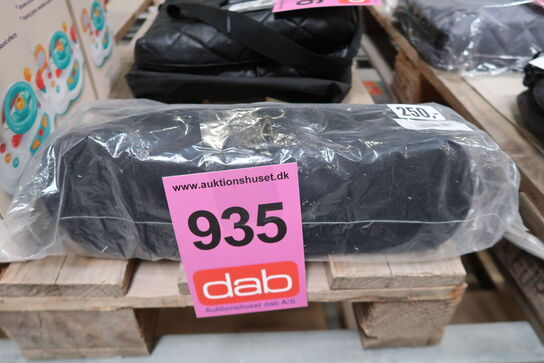 250,-
www.auktionshuset.dk
935
dab
Auktionshuset dab A/S